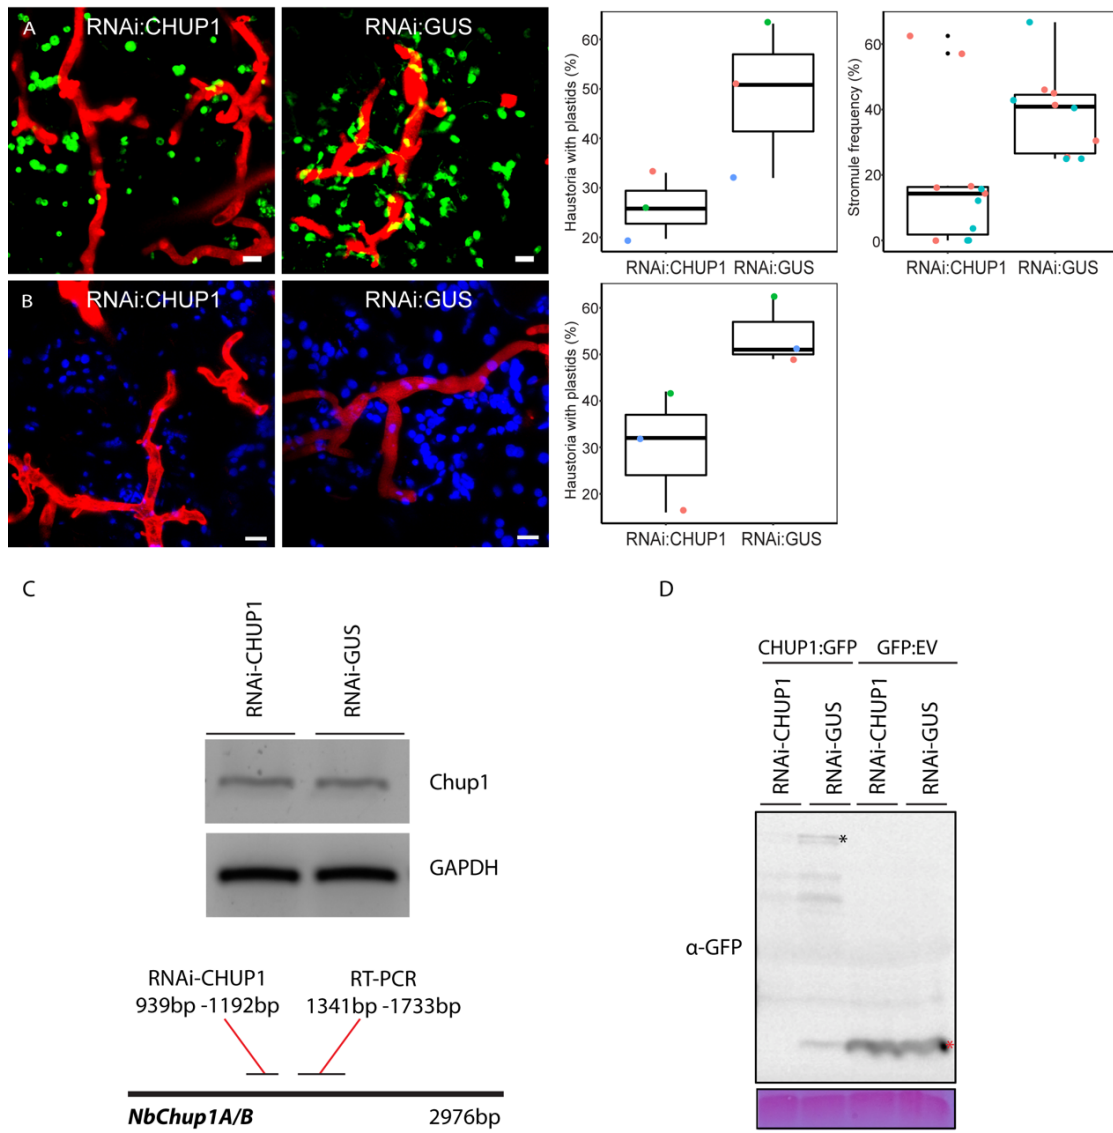 A
RNAi:CHUP1
RNAi:GUS
Haustoria with plastids (%)
60
50
40
30
20
RNAi:CHUP1
RNAi:GUS
Stromule frequency (%)
60
40
20
0
RNAi:CHUP1
RNAi:GUS
B
RNAi:CHUP1
RNAi:GUS
Haustoria with plastids (%)
60
50
40
30
20
RNAi:CHUP1
RNAi:GUS
C
RNAi-CHUP1
RNAi-GUS
Chup1
GAPDH
RNAi-CHUP1
939bp -1192bp
RT-PCR
1341bp -1733bp
NbChup1A/B
2976bp
D
CHUP1:GFP
GFP:EV
RNAi-CHUP1
RNAi-GUS
RNAi-CHUP1
RNAi-GUS
*
α-GFP
*